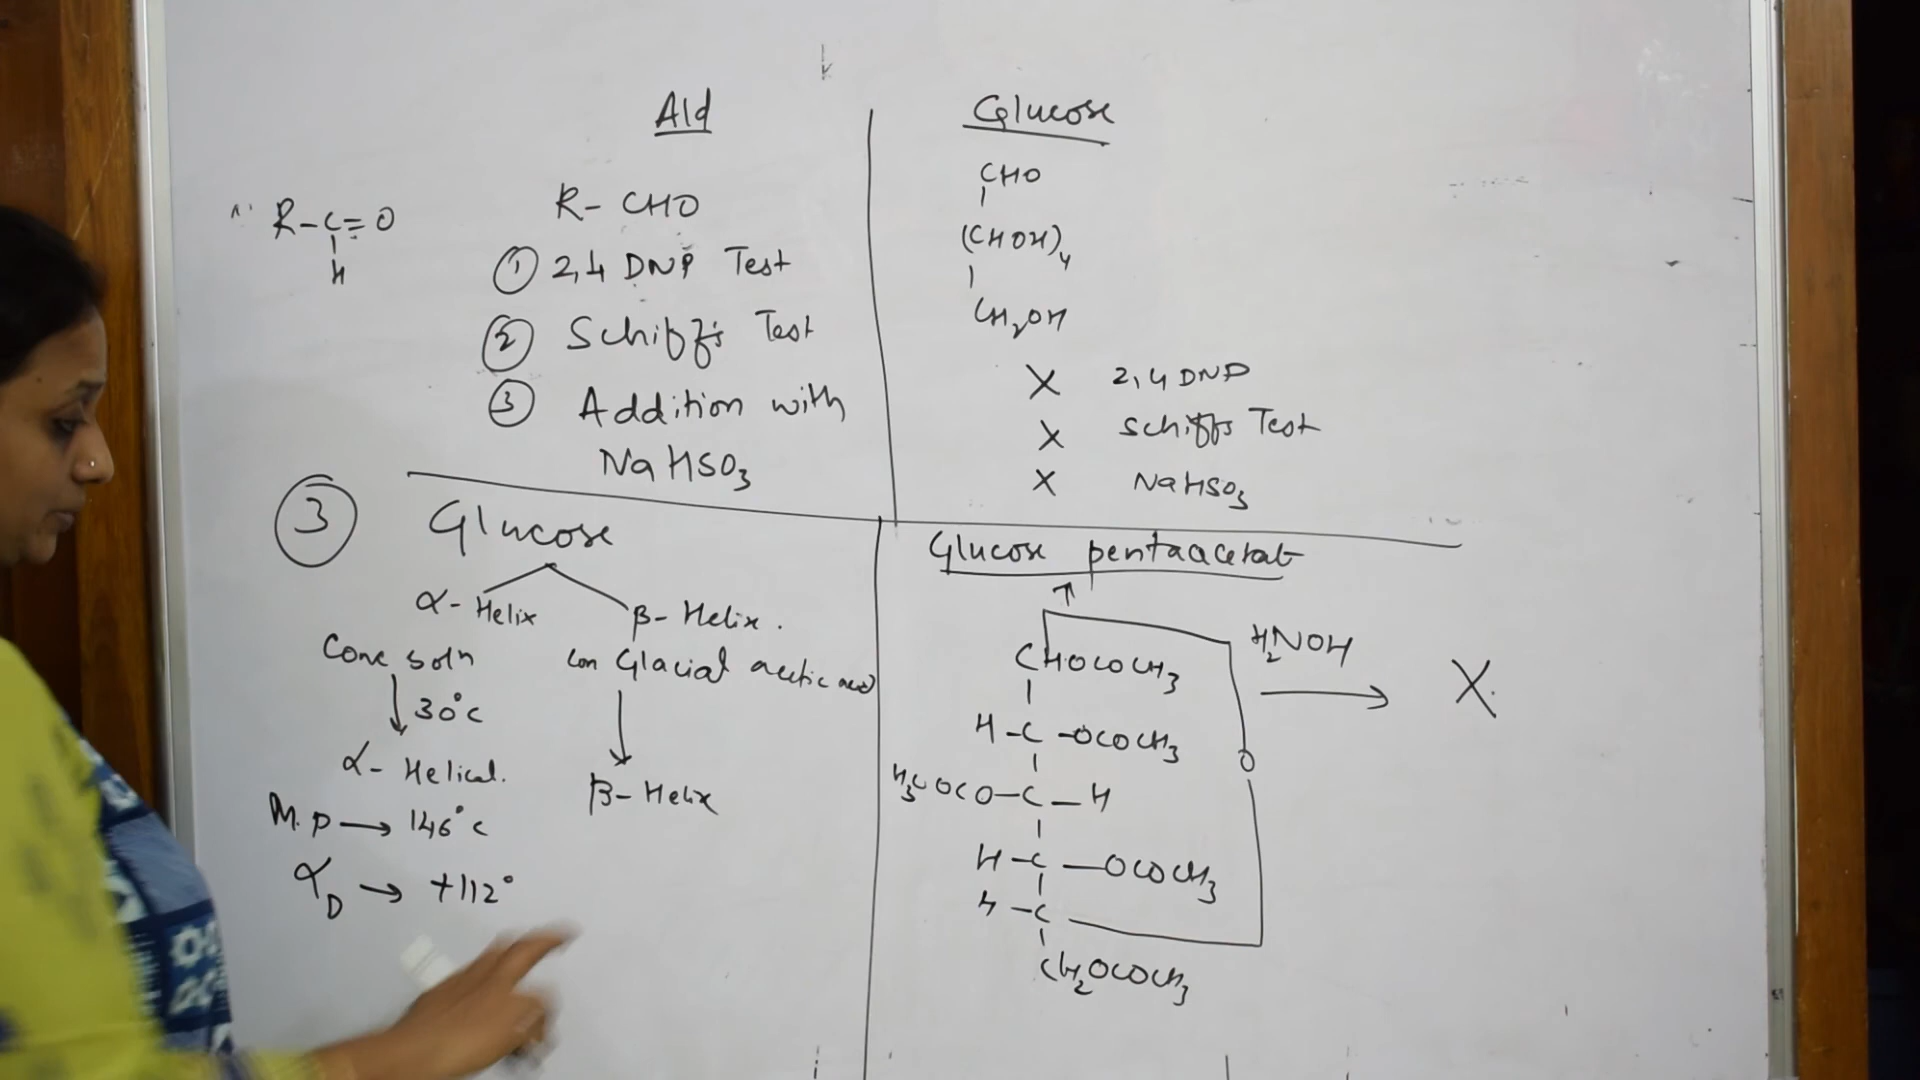 Ald
R-C=O
H
R-CHO
① 2,4 DNP Test
② Schiff's Test
③ Addition with
NaHSO3
Glucose
CHO
(CHOH)4
CH2OH
X 2,4 DNP
X Schiffs Test
X NaHSO3
③ Glucose
α-Helix
β-Helix.
Conc soln
30°C
α-Helical.
M.p → 146°c
αD → +112°
Con Glacial acetic acid
β-Helix
Glucose pentaacetat
CHOCOCH3
H-C-OCOCH3
H3COCO-C-H
H-C-OCOCH3
H-C
CH2OCOCH3
O
H2NOH
X.